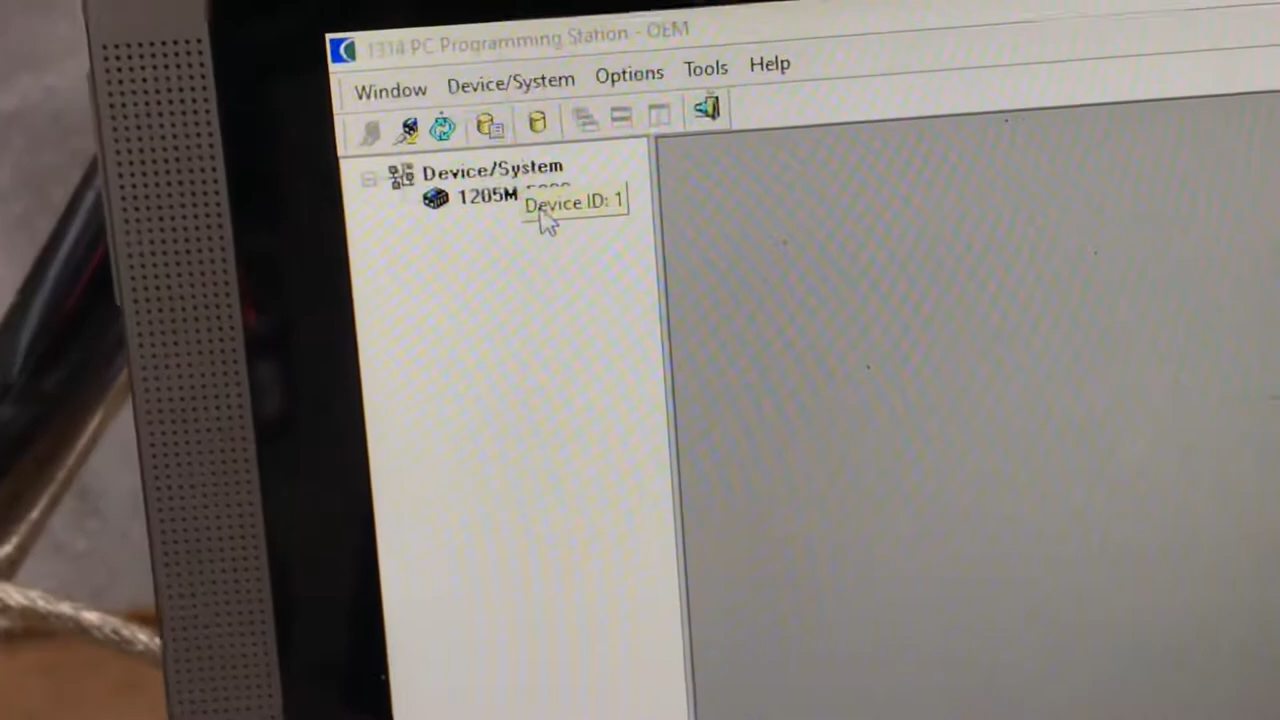 1314 PC Programming Station - OEM
Window Device/System Options Tools Help
Device/System
1205M
Device ID: 1